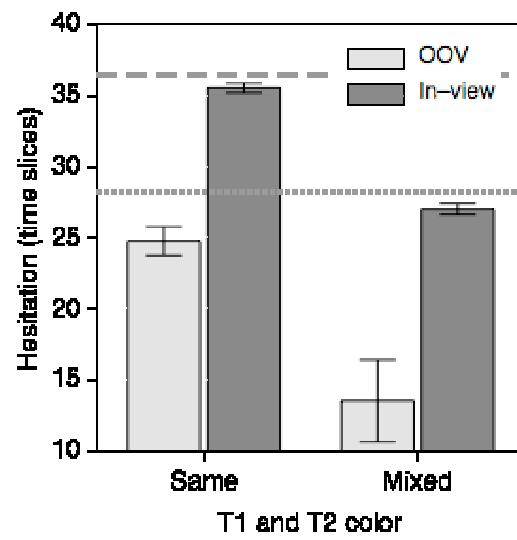 40
35
30
25
20
15
10
Hesitation (time slices)
OOV
In-view
Same
Mixed
T1 and T2 color